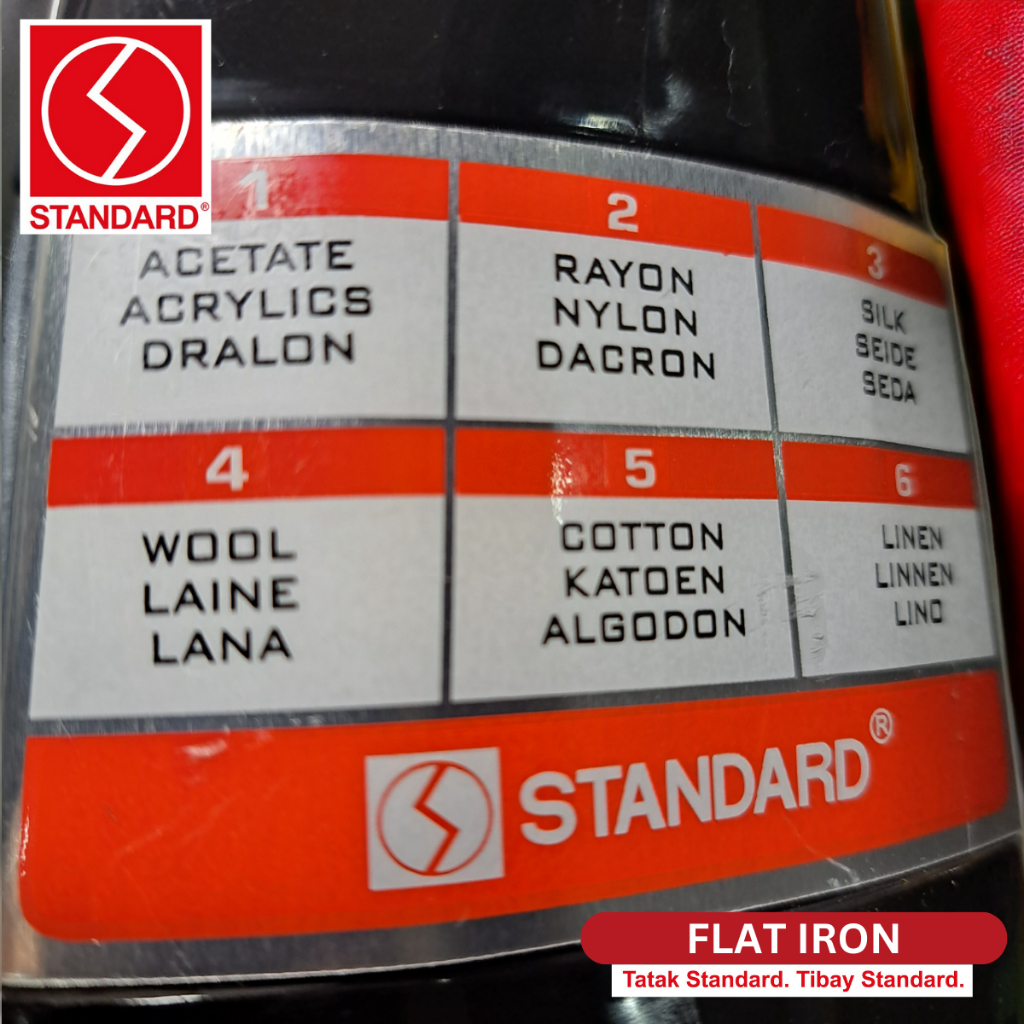 STANDARD®
1
ACETATE
ACRYLICS
DRALON
2
RAYON
NYLON
DACRON
3
SILK
SEIDE
SEDA
4
WOOL
LAINE
LANA
5
COTTON
KATOEN
ALGODON
6
LINEN
LINNEN
LINO
STANDARD®
FLAT IRON
Tatak Standard. Tibay Standard.